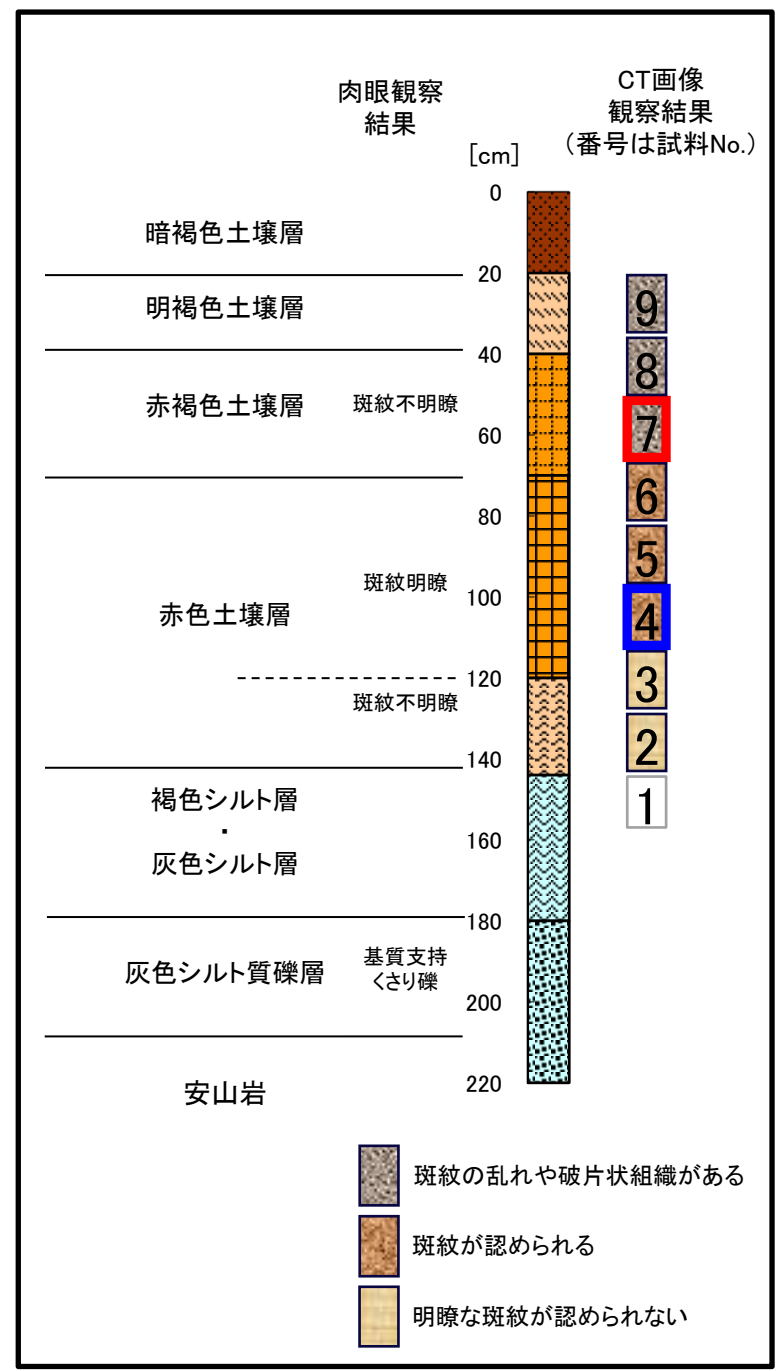 肉眼観察
結果
CT画像
観察結果
（番号は試料No.）
[cm]
0
暗褐色土壌層
20
明褐色土壌層
9
40
8
赤褐色土壌層
斑紋不明瞭
7
60
6
80
5
斑紋明瞭
100
赤色土壌層
4
120
3
斑紋不明瞭
2
140
褐色シルト層
・
灰色シルト層
1
160
180
灰色シルト質礫層
基質支持
くさり礫
200
220
安山岩
斑紋の乱れや破片状組織がある
斑紋が認められる
明瞭な斑紋が認められない